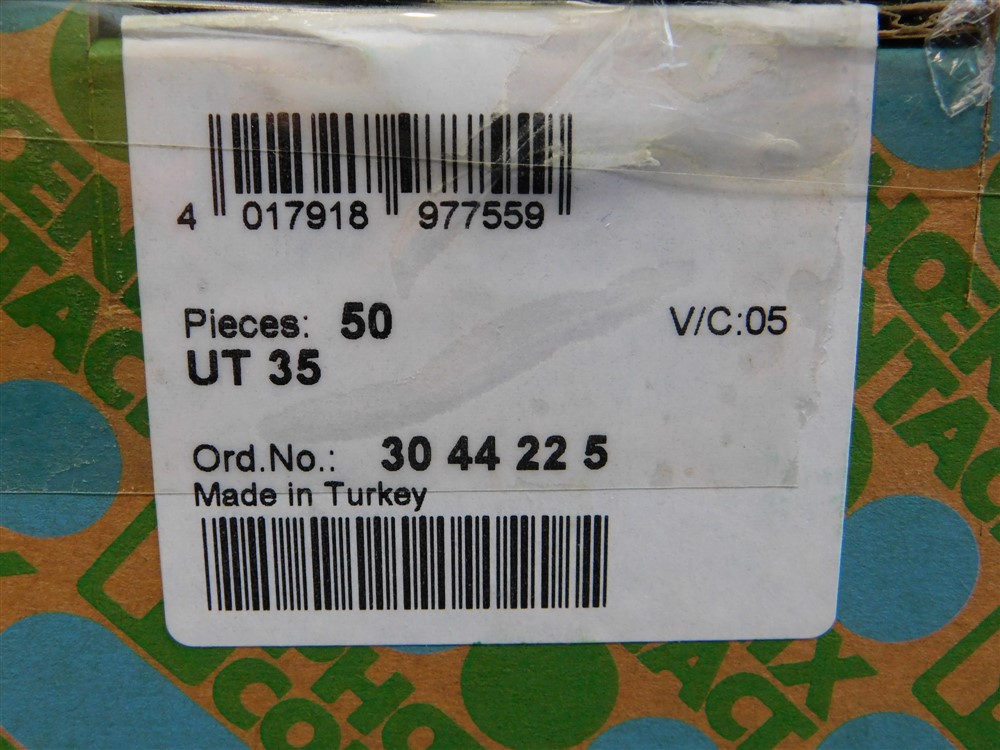 4 017918 977559
Pieces: 50
V/C:05
UT 35
Ord.No.: 30 44 22 5
Made in Turkey